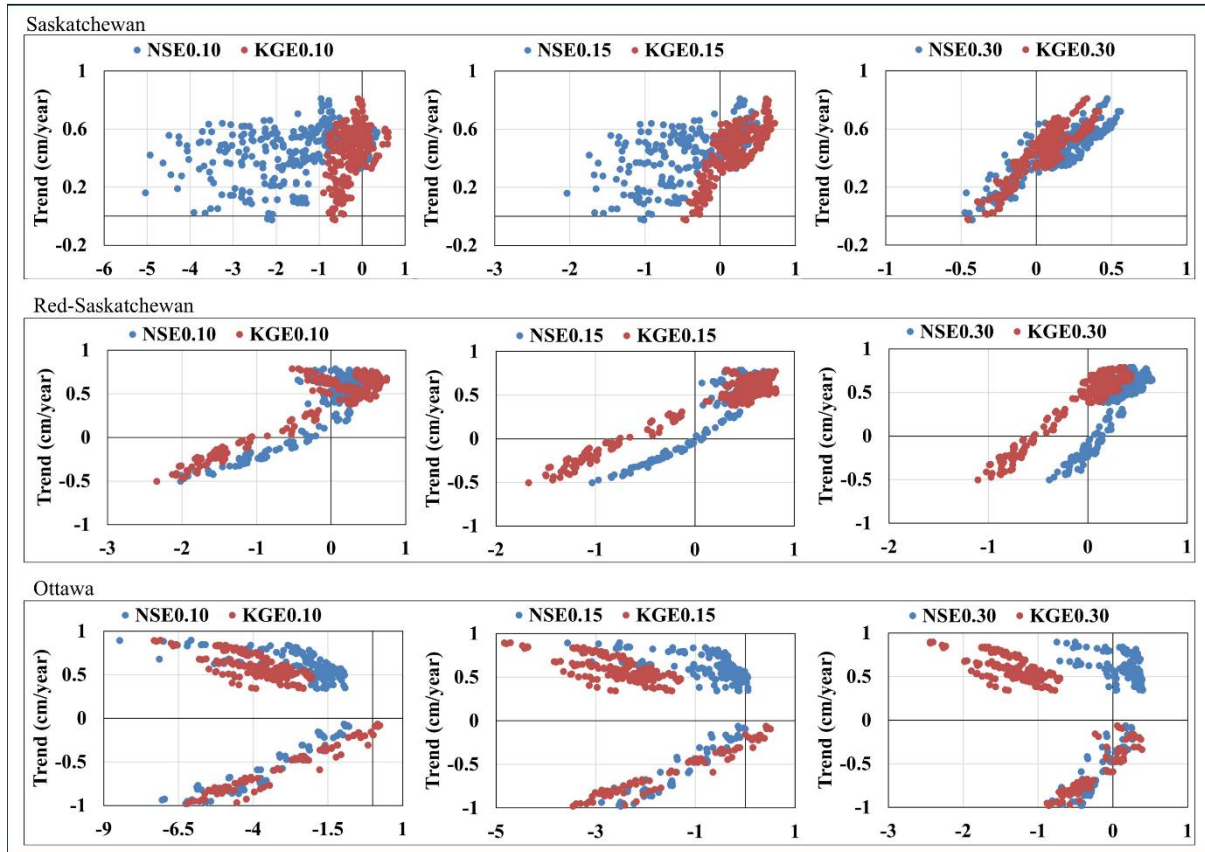 Saskatchewan
NSE0.10 KGE0.10
Trend (cm/year)
1
0.6
0.2
-0.2
-6 -5 -4 -3 -2 -1 0 1
NSE0.15 KGE0.15
Trend (cm/year)
1
0.6
0.2
-0.2
-3 -2 -1 0 1
NSE0.30 KGE0.30
Trend (cm/year)
1
0.6
0.2
-0.2
-1 -0.5 0 0.5 1
Red-Saskatchewan
NSE0.10 KGE0.10
Trend (cm/year)
1
0.5
0
-0.5
-1
-3 -2 -1 0 1
NSE0.15 KGE0.15
Trend (cm/year)
1
0.5
0
-0.5
-1
-2 -1 0 1
NSE0.30 KGE0.30
Trend (cm/year)
1
0.5
0
-0.5
-1
-2 -1 0 1
Ottawa
NSE0.10 KGE0.10
Trend (cm/year)
1
0.5
0
-0.5
-1
-9 -6.5 -4 -1.5 1
NSE0.15 KGE0.15
Trend (cm/year)
1
0.5
0
-0.5
-1
-5 -3 -1 1
NSE0.30 KGE0.30
Trend (cm/year)
1
0.5
0
-0.5
-1
-3 -2 -1 0 1